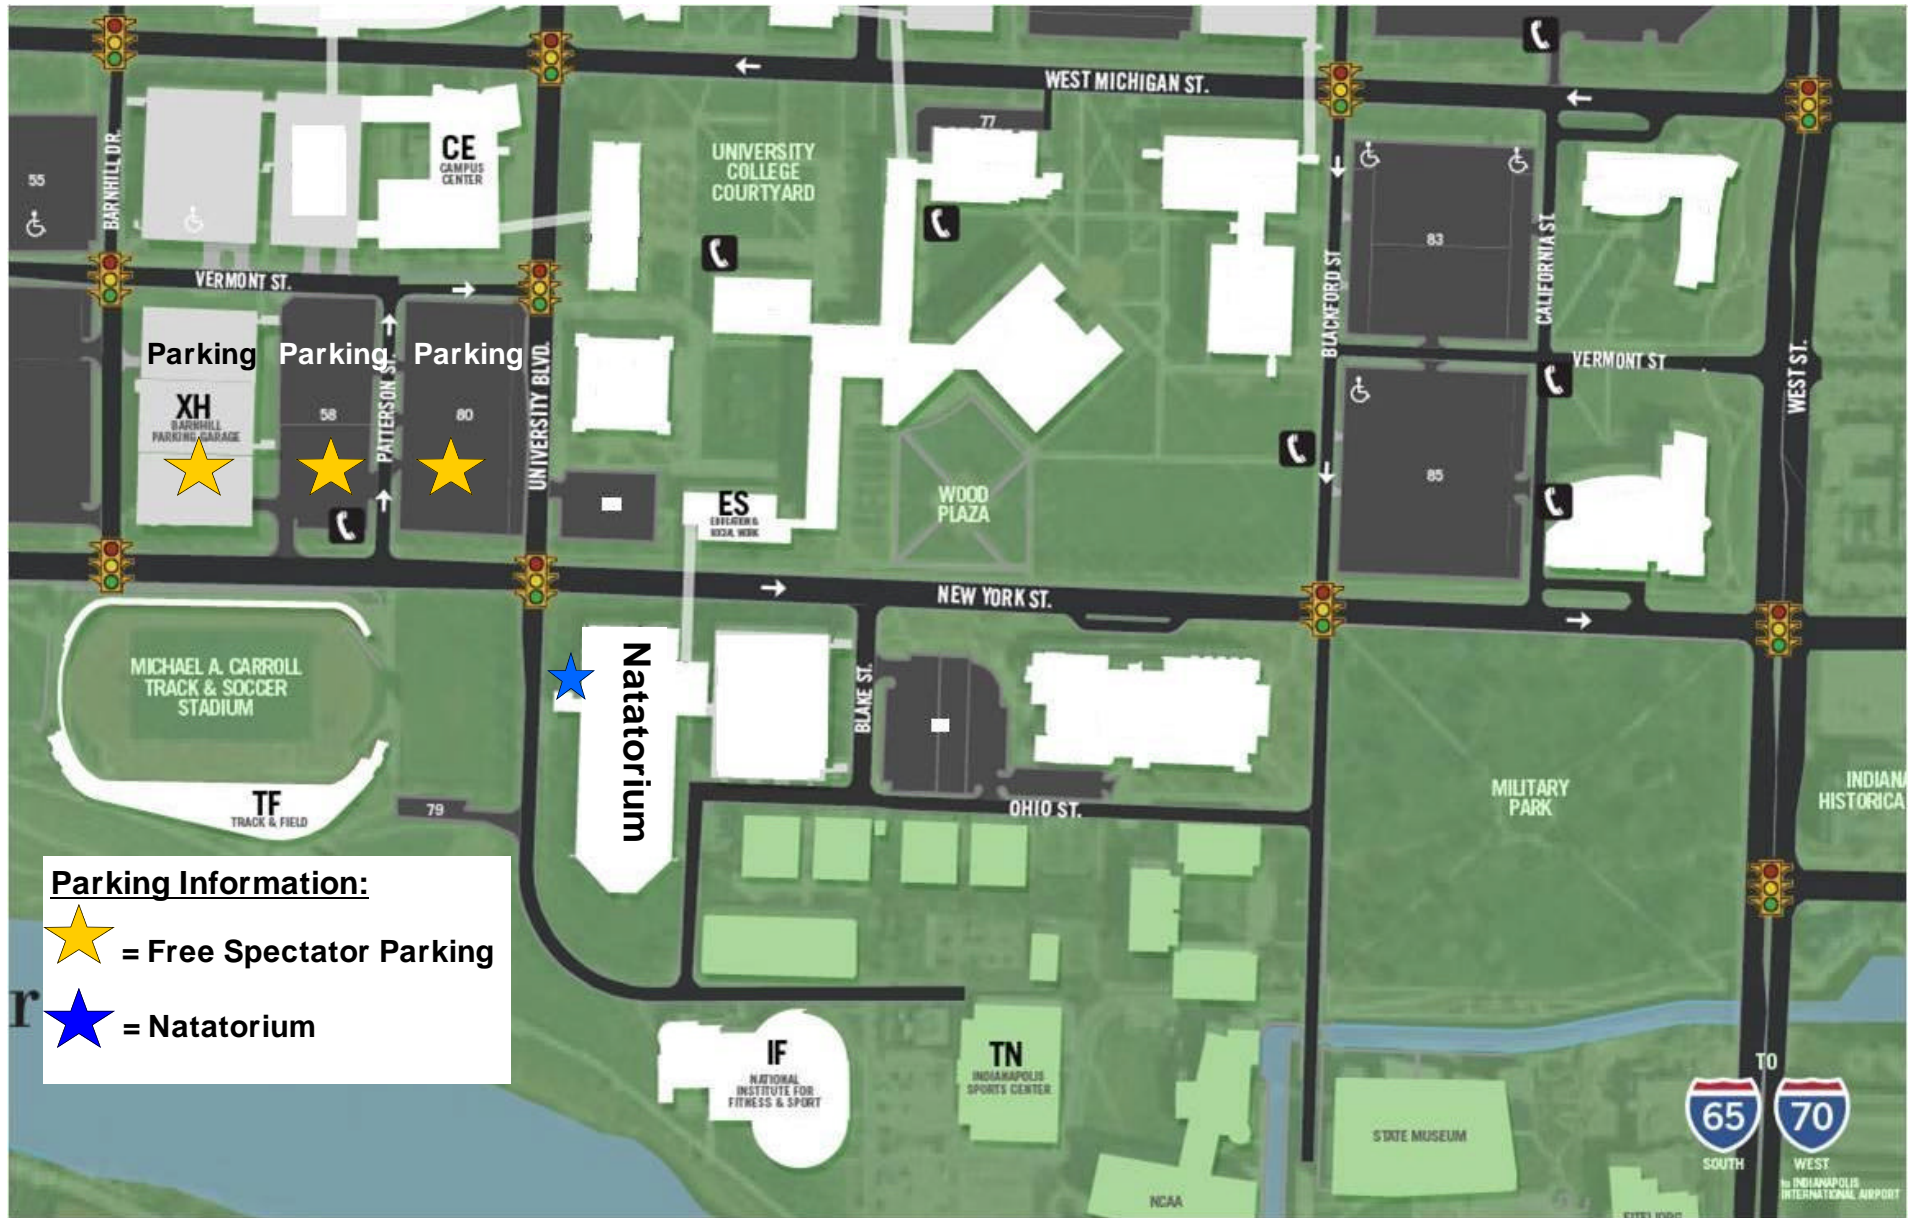 WEST MICHIGAN ST.
77
CE
CAMPUS
CENTER
UNIVERSITY
COLLEGE
COURTYARD
BARNHILL DR.
55
83
BLACKFORD ST
CALIFORNIA ST.
VERMONT ST.
VERMONT ST
WEST ST.
Parking
Parking
Parking
XH
BARNHILL
PARKING GARAGE
58
PATTERSON ST.
80
UNIVERSITY BLVD.
85
WOOD
PLAZA
ES
EDUCATION &
SOCIAL WORK
NEW YORK ST.
MICHAEL A. CARROLL
TRACK & SOCCER
STADIUM
Natatorium
BLAKE ST.
TF
TRACK & FIELD
79
OHIO ST.
MILITARY
PARK
INDIANA
HISTORICA
Parking Information:
= Free Spectator Parking
= Natatorium
r
IF
NATIONAL
INSTITUTE FOR
FITNESS & SPORT
TN
INDIANAPOLIS
SPORTS CENTER
STATE MUSEUM
NCAA
TO
65
70
SOUTH
WEST
to INDIANAPOLIS
INTERNATIONAL AIRPORT